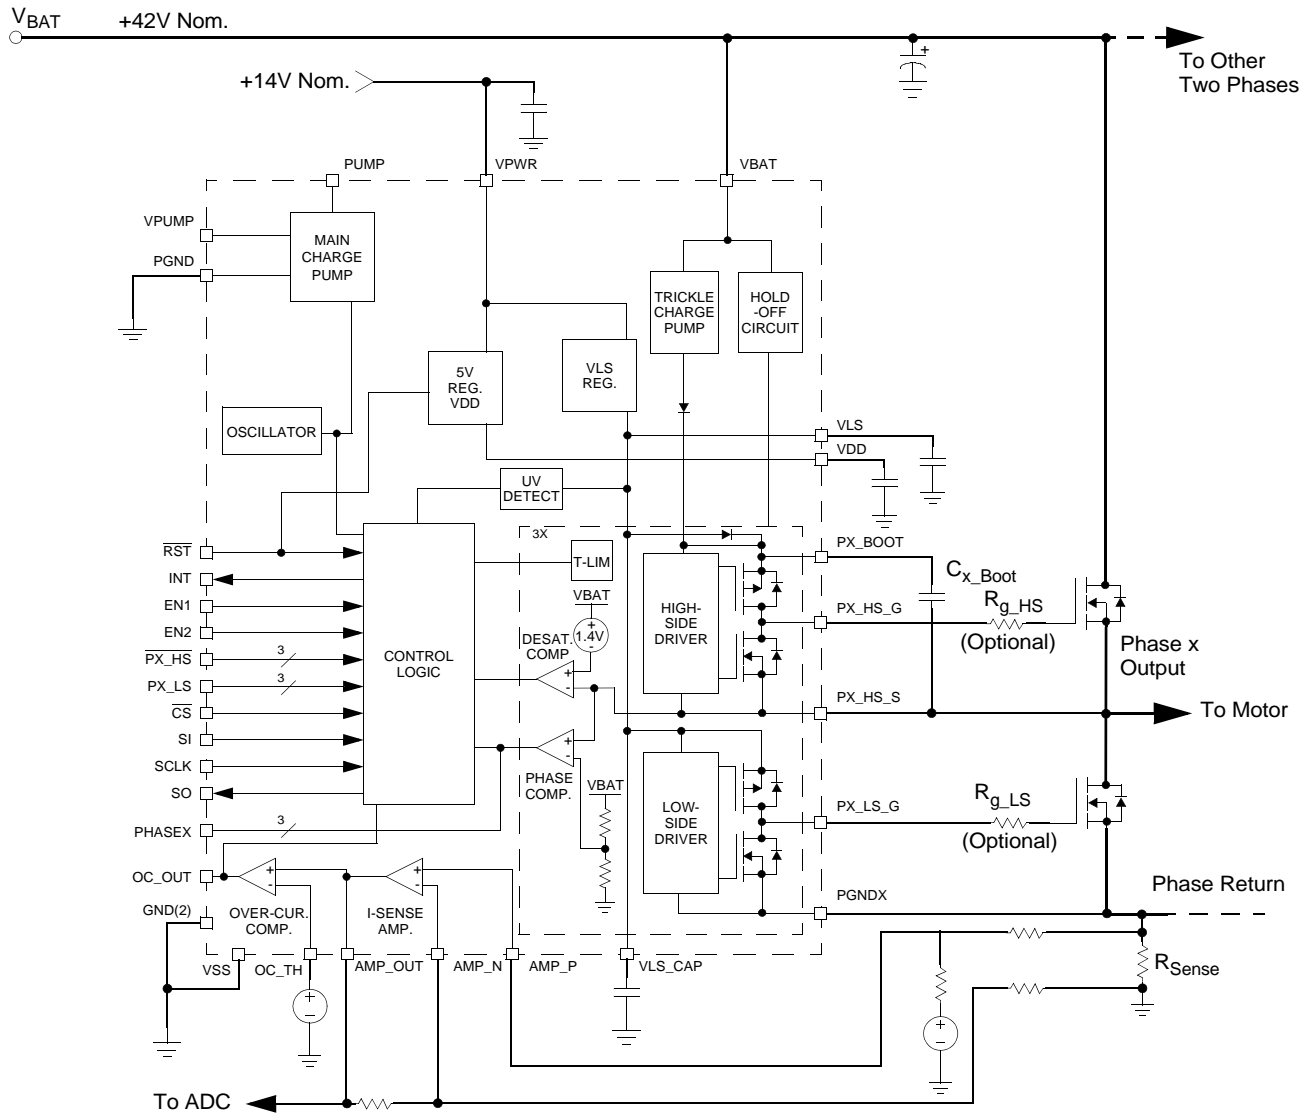 VBAT +42V Nom.
To Other
Two Phases
+
+14V Nom.
PUMP
VPWR
VBAT
VPUMP
PGND
MAIN
CHARGE
PUMP
TRICKLE
CHARGE
PUMP
HOLD
-OFF
CIRCUIT
5V
REG.
VDD
VLS
REG.
OSCILLATOR
VLS
VDD
UV
DETECT
3X
RST
INT
EN1
EN2
PX_HS
3
PX_LS
3
CS
SI
SCLK
SO
PHASEX
3
OC_OUT
GND(2)
CONTROL
LOGIC
T-LIM
VBAT
+
1.4V
-
DESAT.
COMP.
+
-
PHASE
COMP.
+
-
VBAT
HIGH-
SIDE
DRIVER
LOW-
SIDE
DRIVER
PX_BOOT
Cx_Boot
PX_HS_G
Rg_HS
(Optional)
Phase x
Output
PX_HS_S
To Motor
PX_LS_G
Rg_LS
(Optional)
PGNDX
Phase Return
RSense
+
-
OVER-CUR.
COMP.
+
-
I-SENSE
AMP.
VSS
OC_TH
AMP_OUT
AMP_N
AMP_P
VLS_CAP
+
-
+
-
To ADC